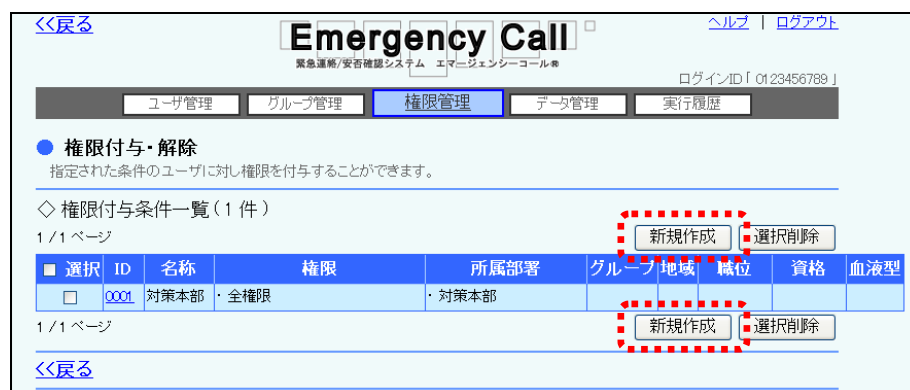 <<戻る
ヘルプ | ログアウト
Emergency Call
緊急連絡/安否確認システム エマージェンシーコール®
ログインID「 0123456789 」
ユーザ管理 グループ管理 権限管理 データ管理 実行履歴
● 権限付与・解除
指定された条件のユーザに対し権限を付与することができます。
◇ 権限付与条件一覧(1 件)
1 / 1 ページ 新規作成 選択削除
選択 ID 名称 権限 所属部署 グループ 地域 職位 資格 血液型
0001 対策本部 ・全権限 ・対策本部
1 / 1 ページ 新規作成 選択削除
<<戻る